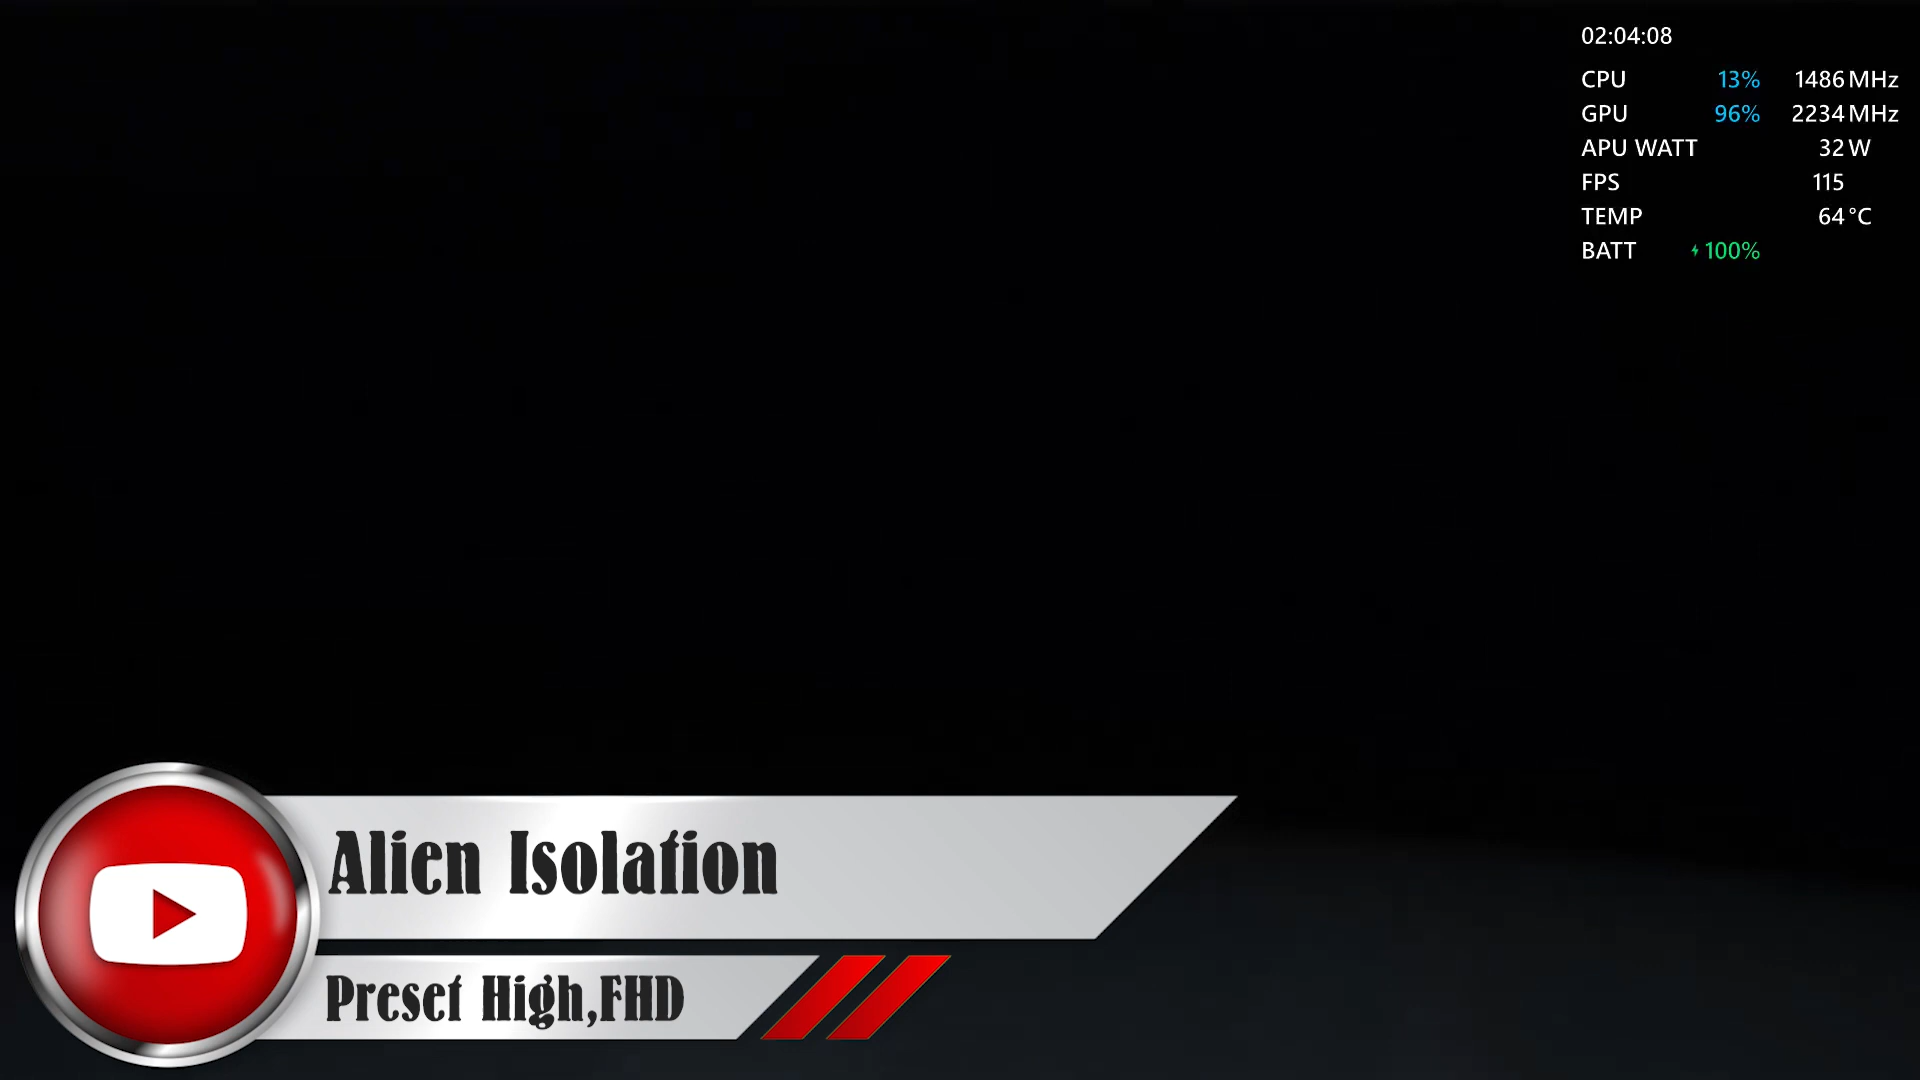 02:04:08
CPU 13% 1486 MHz
GPU 96% 2234 MHz
APU WATT 32 W
FPS 115
TEMP 64 °C
BATT 100%
Alien Isolation
Preset High,FHD